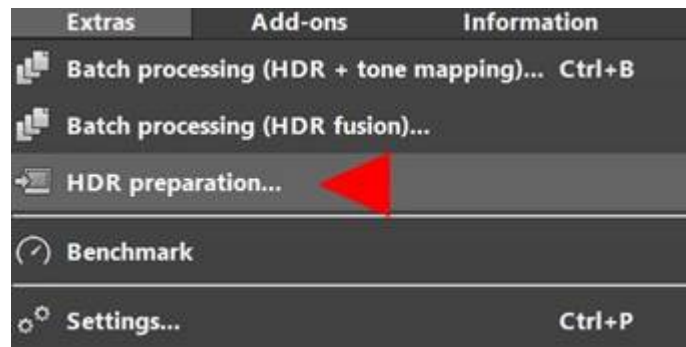 Extras Add-ons Information
Batch processing (HDR + tone mapping)... Ctrl+B
Batch processing (HDR fusion)...
HDR preparation...
Benchmark
Settings... Ctrl+P